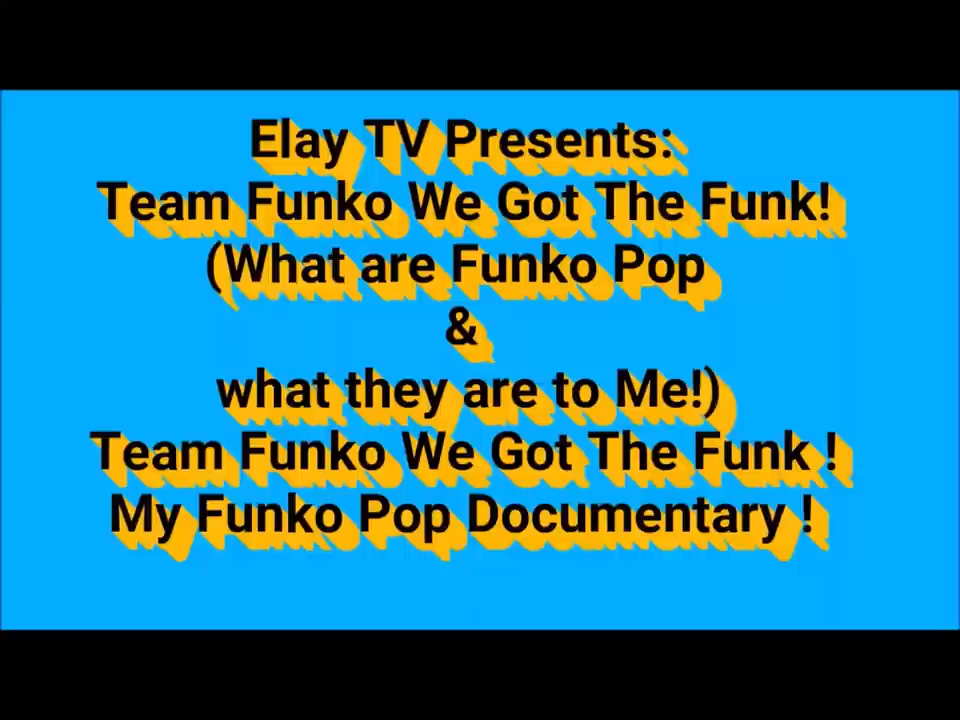 Elay TV Presents:
Team Funko We Got The Funk!
(What are Funko Pop
&
what they are to Me!)
Team Funko We Got The Funk !
My Funko Pop Documentary !